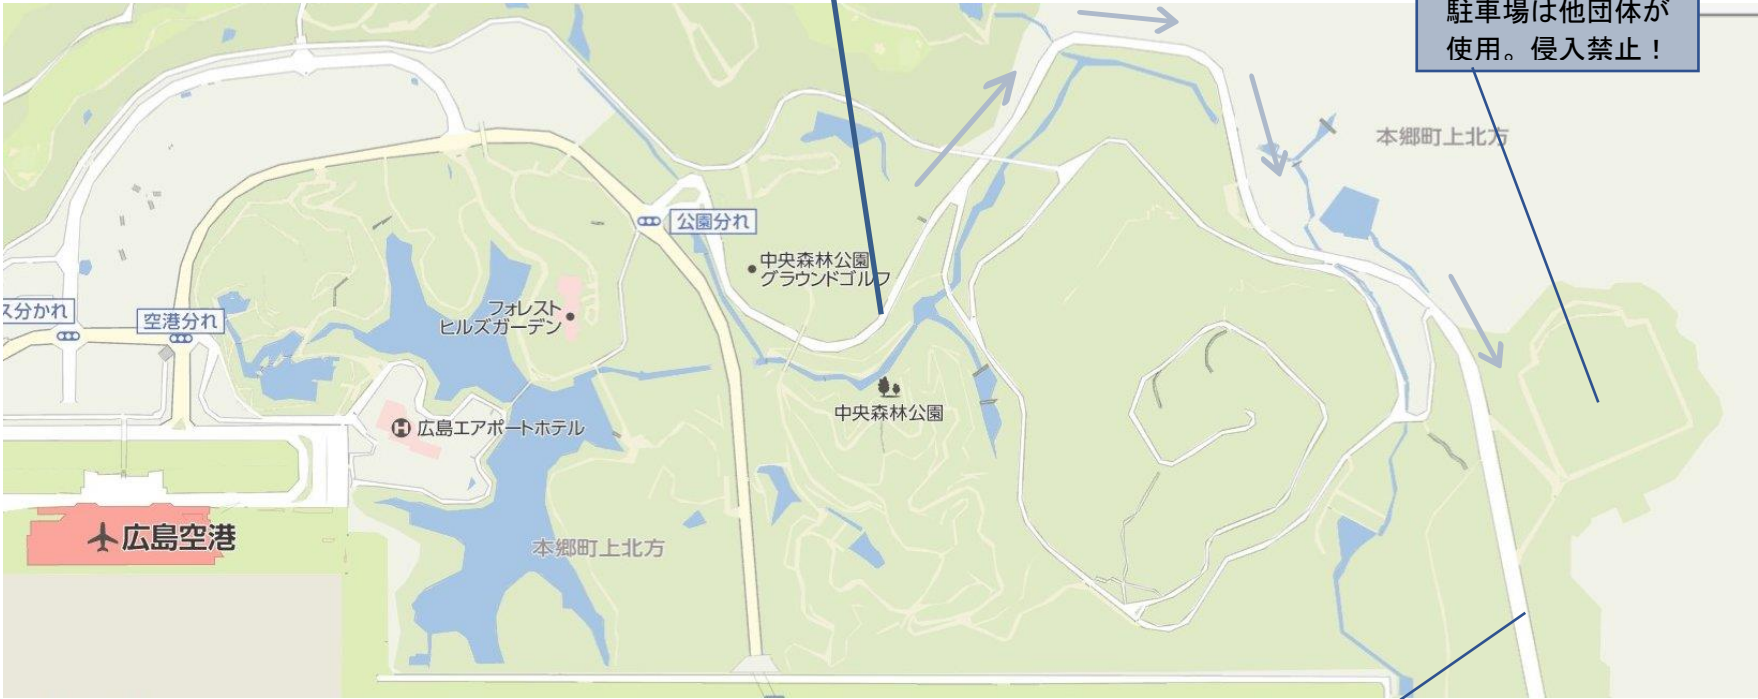 駐車場は他団体が
使用。侵入禁止！
本郷町上北方
公園分れ
中央森林公園
グラウンドゴルフ
ス分かれ
空港分れ
フォレスト
ヒルズガーデン
中央森林公園
広島エアポートホテル
広島空港
本郷町上北方